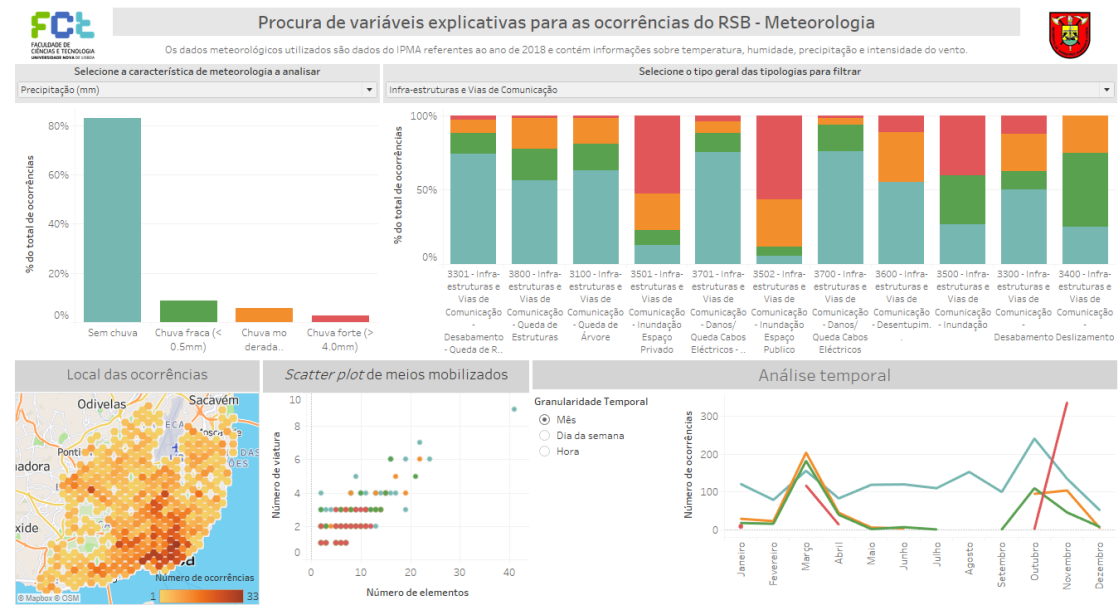 FCt
FACULDADE DE
CIÊNCIAS E TECNOLOGIA
UNIVERSIDADE NOVA DE LISBOA
Procura de variáveis explicativas para as ocorrências do RSB - Meteorologia
Os dados meteorológicos utilizados são dados do IPMA referentes ao ano de 2018 e contém informações sobre temperatura, humidade, precipitação e intensidade do vento.
Selecione a característica de meteorologia a analisar
Precipitação (mm)
Selecione o tipo geral das tipologias para filtrar
Infra-estruturas e Vias de Comunicação
% do total de ocorrências
80%
60%
40%
20%
0%
Sem chuva
Chuva fraca (<
0.5mm)
Chuva mo
derada..
Chuva forte (>
4.0mm)
% do total de ocorrências
100%
50%
0%
3301 - Infra-
estruturas e
Vias de
Comunicação
-
Desabamento
- Queda de R..
3800 - Infra-
estruturas e
Vias de
Comunicação
- Queda de
Estruturas
3100 - Infra-
estruturas e
Vias de
Comunicação
- Queda de
Árvore
3501 - Infra-
estruturas e
Vias de
Comunicação
- Inundação
Espaço
Privado
3701 - Infra-
estruturas e
Vias de
Comunicação
- Danos/
Queda Cabos
Eléctricos - ..
3502 - Infra-
estruturas e
Vias de
Comunicação
- Inundação
Espaço
Publico
3700 - Infra-
estruturas e
Vias de
Comunicação
- Danos/
Queda Cabos
Eléctricos
3600 - Infra-
estruturas e
Vias de
Comunicação
- Desentupim.
.
3500 - Infra-
estruturas e
Vias de
Comunicação
- Inundação
3300 - Infra-
estruturas e
Vias de
Comunicação
-
Desabamento
3400 - Infra-
estruturas e
Vias de
Comunicação
-
Deslizamento
Local das ocorrências
Odivelas
Sacavém
Ponti
adora
xide
ECA
DAS
ÕES
Número de ocorrências
1
33
© Mapbox © OSM
Scatter plot de meios mobilizados
Número de viatura
10
8
6
4
2
0
0
10
20
30
40
Número de elementos
Análise temporal
Granularidade Temporal
Mês
Dia da semana
Hora
Número de ocorrências
300
200
100
0
Janeiro
Fevereiro
Março
Abril
Maio
Junho
Julho
Agosto
Setembro
Outubro
Novembro
Dezembro